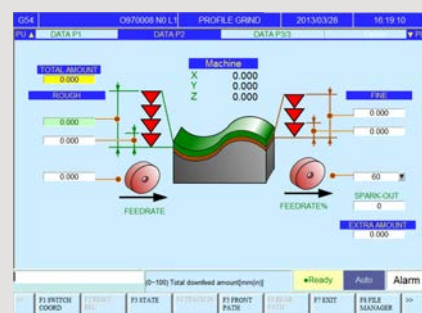 G54 O970008 N0 L1 PROFILE GRIND 2013/03/28 16:19:10
PU ▲ DATA P1 DATA P2 DATA P3/3 ▼
TOTAL AMOUNT
0.000
Machine
X 0.000
Y 0.000
Z 0.000
ROUGH
FINE
0.000
0.000
0.000
0.000
0.000
60
FEEDRATE
FEEDRATE%
SPARK-OUT
0
EXTRA AMOUNT
0.000
(0~100) Total downfeed amount[mm(in)]
●Ready Auto Alarm
F1 SWITCH COORD
F3 STATE
F5 FRONT PATH
PATH
F7 EXIT
F8 FILE MANAGER
>>